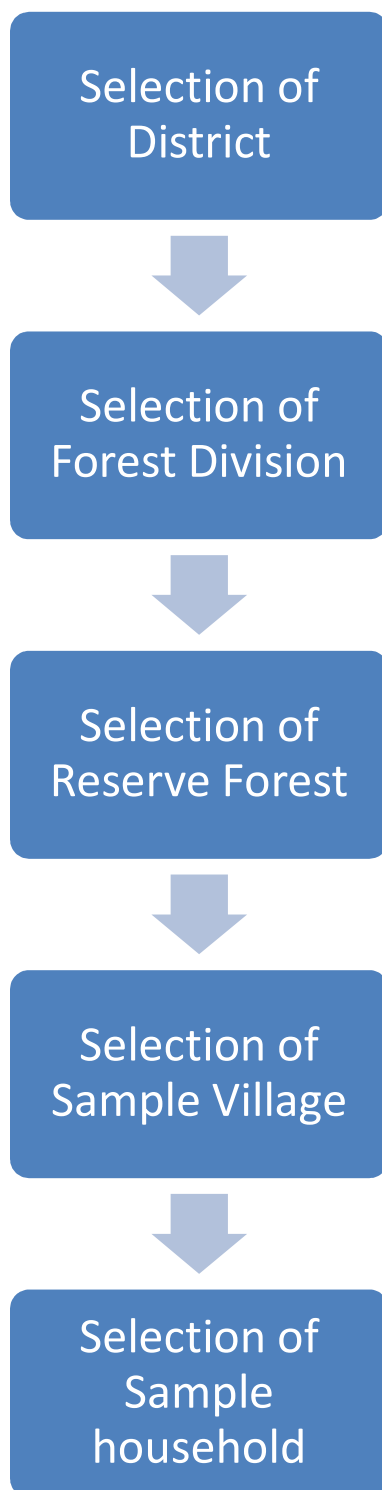 Selection of
District
Selection of
Forest Division
Selection of
Reserve Forest
Selection of
Sample Village
Selection of
Sample
household